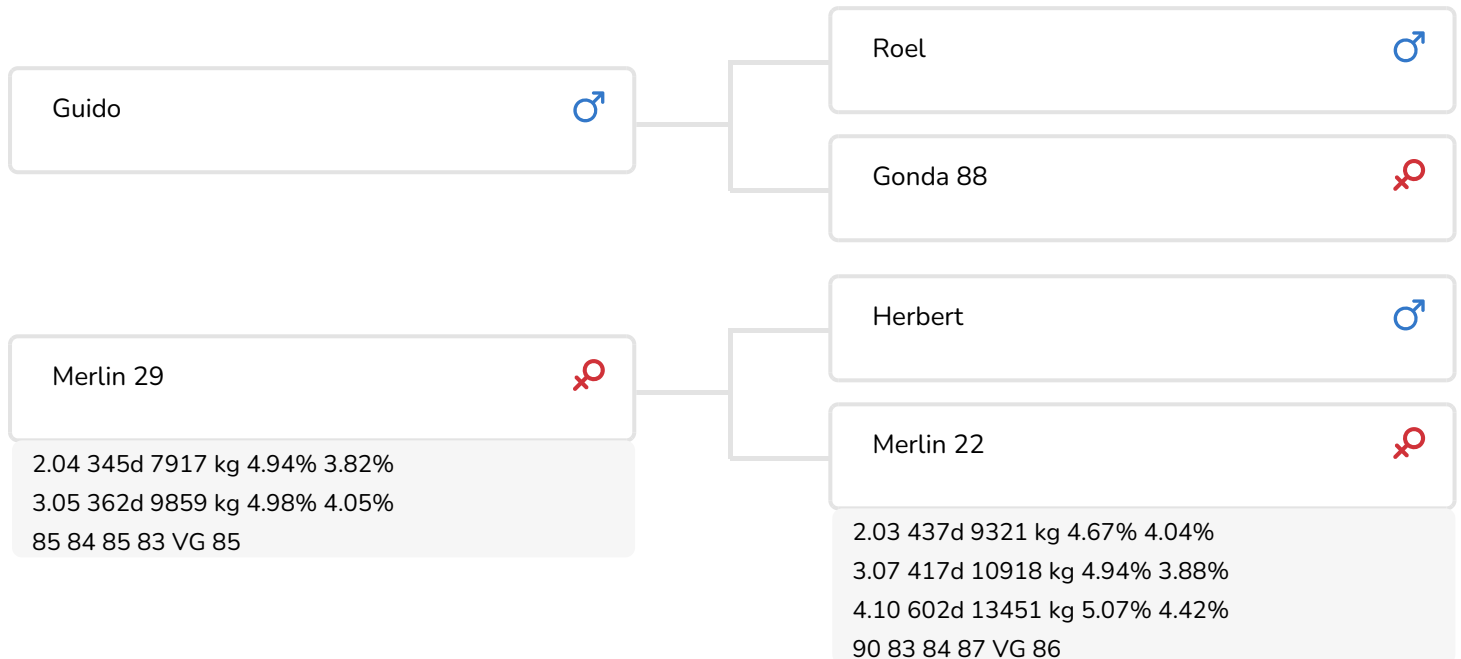 Guido
Roel
Gonda 88
Merlin 29
2.04 345d 7917 kg 4.94% 3.82%
3.05 362d 9859 kg 4.98% 4.05%
85 84 85 83 VG 85
Herbert
Merlin 22
2.03 437d 9321 kg 4.67% 4.04%
3.07 417d 10918 kg 4.94% 3.88%
4.10 602d 13451 kg 5.07% 4.42%
90 83 84 87 VG 86